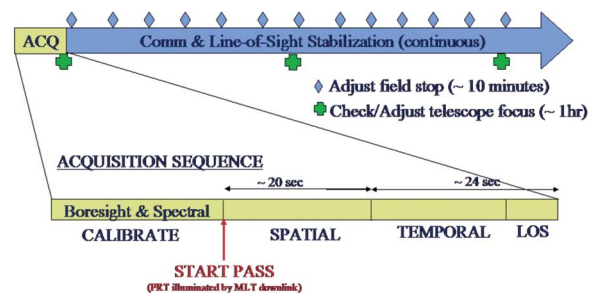 ACQ
Comm & Line-of-Sight Stabilization (continuous)
Adjust field stop (~ 10 minutes)
Check/Adjust telescope focus (~ 1hr)
ACQUISITION SEQUENCE
~ 20 sec
~ 24 sec
Boresight & Spectral
CALIBRATE
SPATIAL
TEMPORAL
LOS
START PASS
(PRT illuminated by MLT downlink)